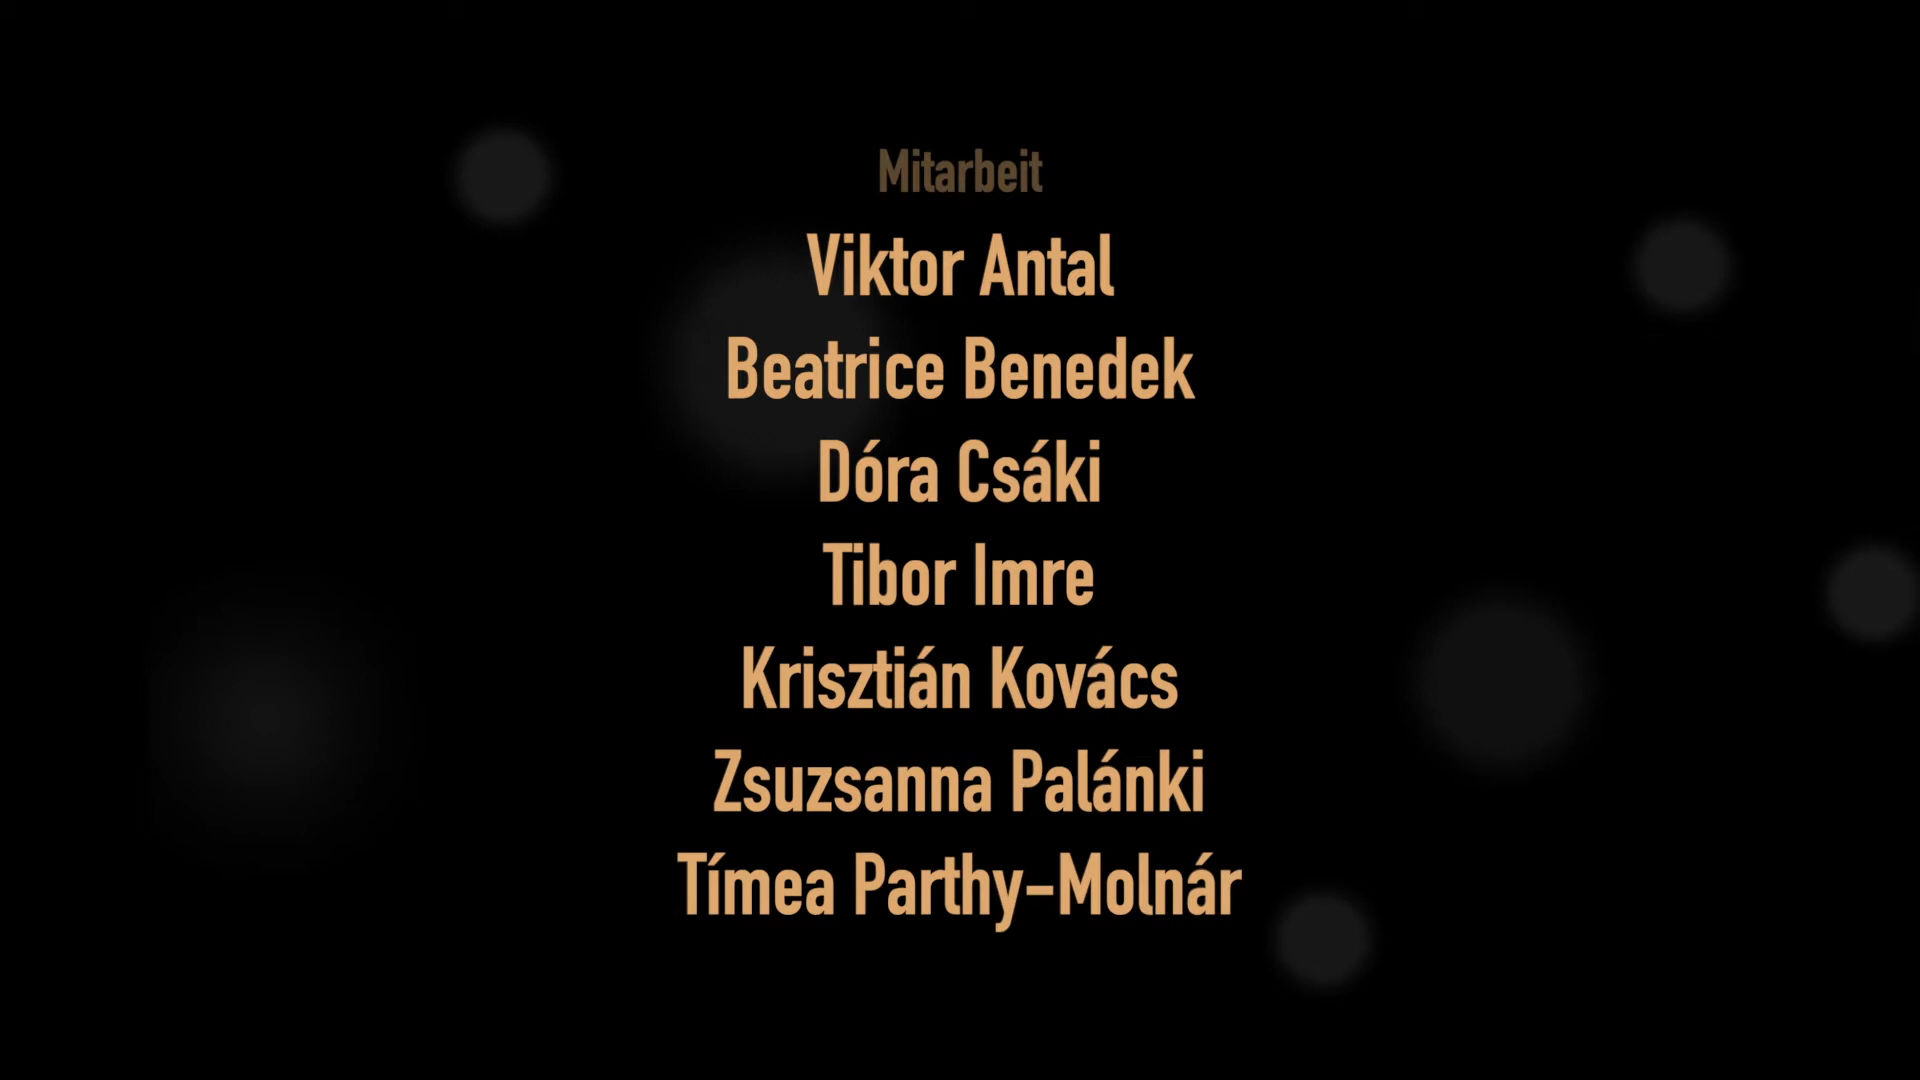 Mitarbeit
Viktor Antal
Beatrice Benedek
Dóra Csáki
Tibor Imre
Krisztián Kovács
Zsuzsanna Palánki
Tímea Parthy-Molnár